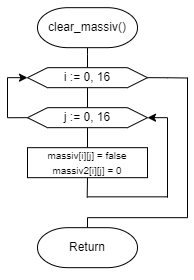 clear_massiv()
i := 0, 16
j := 0, 16
massiv[i][j] = false
massiv2[i][j] = 0
Return